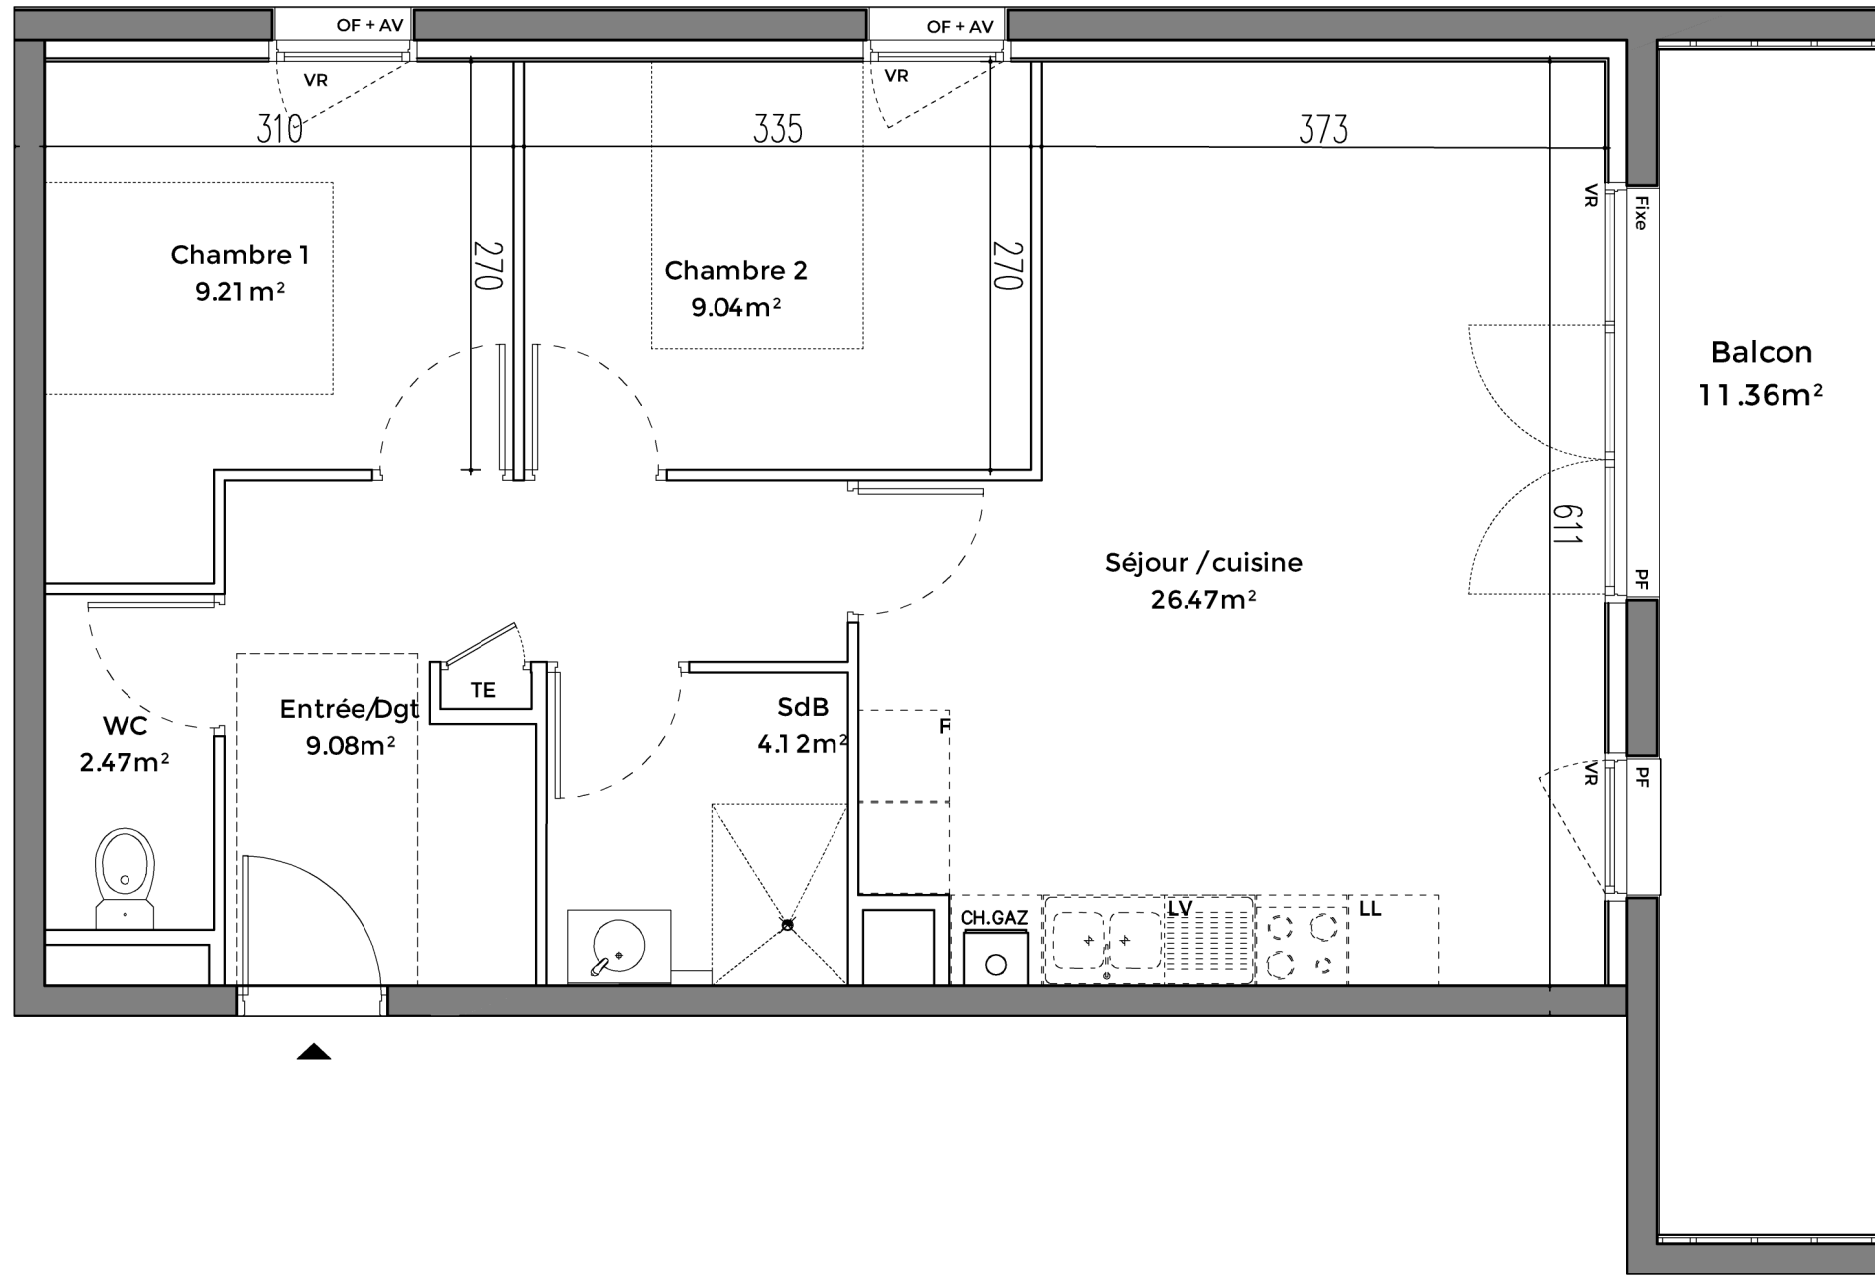 OF + AV
OF + AV
VR
VR
310
335
373
VR
Fixe
Chambre 1
9.21 m²
270
Chambre 2
9.04m²
270
Balcon
11.36m²
611
Séjour / cuisine
26.47m²
PF
TE
Entrée/Dgt
9.08m²
WC
2.47m²
SdB
4.12m²
F
VR
PF
CH.GAZ
LV
LL